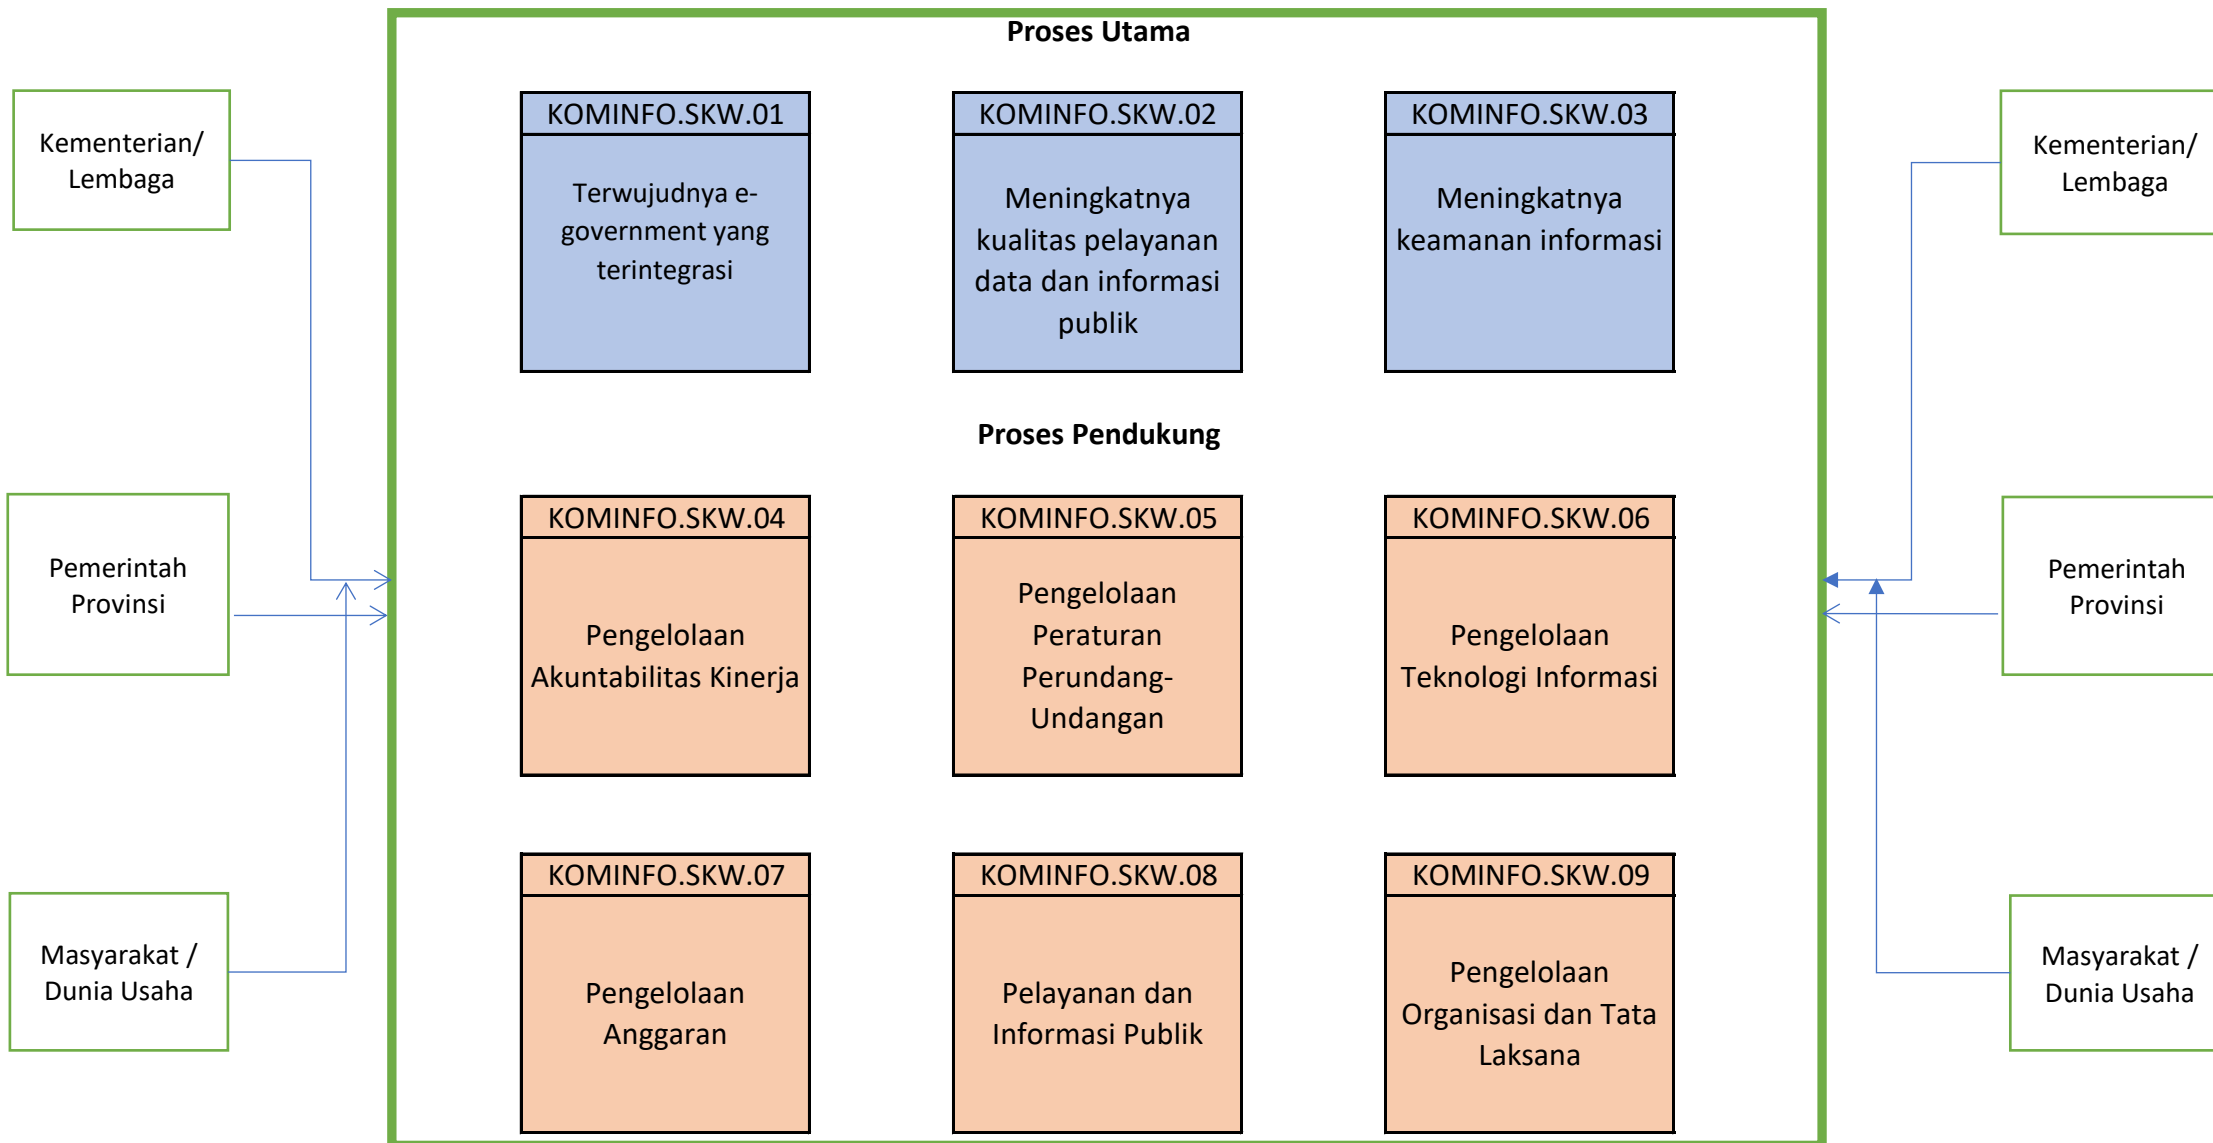 Proses Utama
Kementerian/
Lembaga
KOMINFO.SKW.01
Terwujudnya e-
government yang
terintegrasi
KOMINFO.SKW.02
Meningkatnya
kualitas pelayanan
data dan informasi
publik
KOMINFO.SKW.03
Meningkatnya
keamanan informasi
Kementerian/
Lembaga
Proses Pendukung
Pemerintah
Provinsi
KOMINFO.SKW.04
Pengelolaan
Akuntabilitas Kinerja
KOMINFO.SKW.05
Pengelolaan
Peraturan
Perundang-
Undangan
KOMINFO.SKW.06
Pengelolaan
Teknologi Informasi
Pemerintah
Provinsi
Masyarakat /
Dunia Usaha
KOMINFO.SKW.07
Pengelolaan
Anggaran
KOMINFO.SKW.08
Pelayanan dan
Informasi Publik
KOMINFO.SKW.09
Pengelolaan
Organisasi dan Tata
Laksana
Masyarakat /
Dunia Usaha